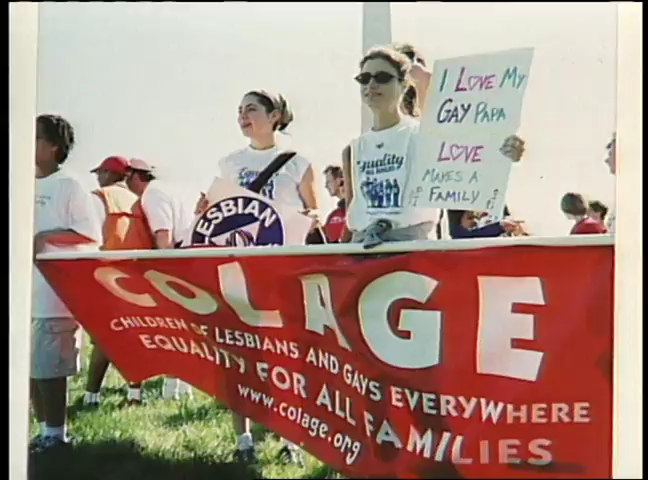 I LOVE MY
GAY PAPA
LOVE
MAKES A
FAMILY
Equality
LESBIAN
COLAGE
CHILDREN OF LESBIANS AND GAYS EVERYWHERE
EQUALITY FOR ALL FAMILIES
www.colage.org